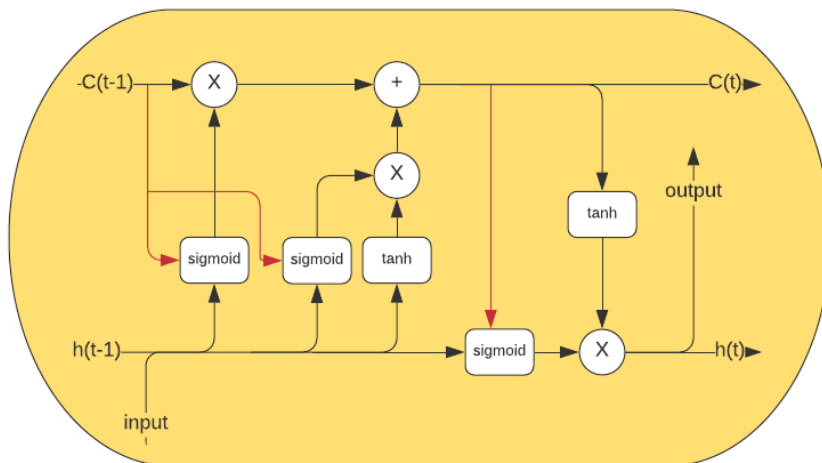 -C(t-1)
X
+
C(t)
X
output
tanh
sigmoid
sigmoid
tanh
h(t-1)
sigmoid
X
h(t)
input